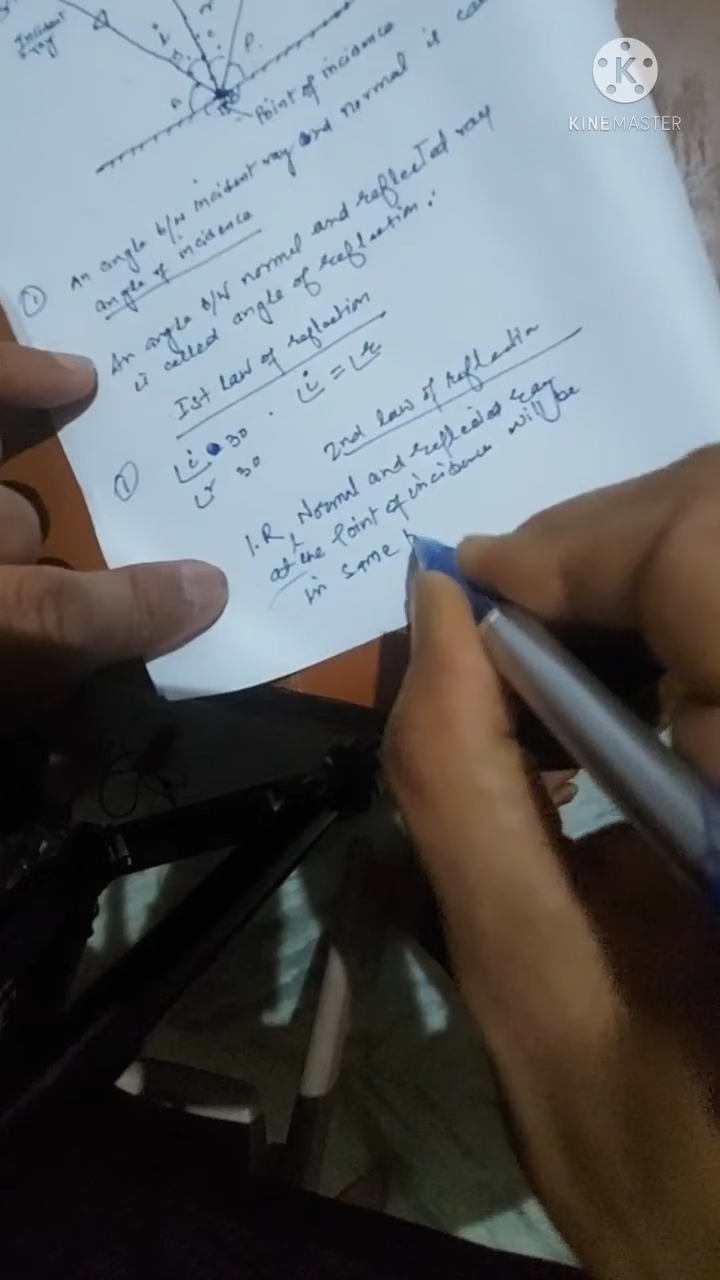 Incident
ray
i
r
Point of incidence
① An angle b/w incident ray and normal is
angle of incidence
An angle b/w normal and reflected ray
is called angle of reflection.
Ist Law of reflection
∠i = ∠r
① ∠i 30
∠r 30
2nd law of reflection
I.R, Normal and reflected ray
at the Point of incidence will be
in same
KINEMASTER